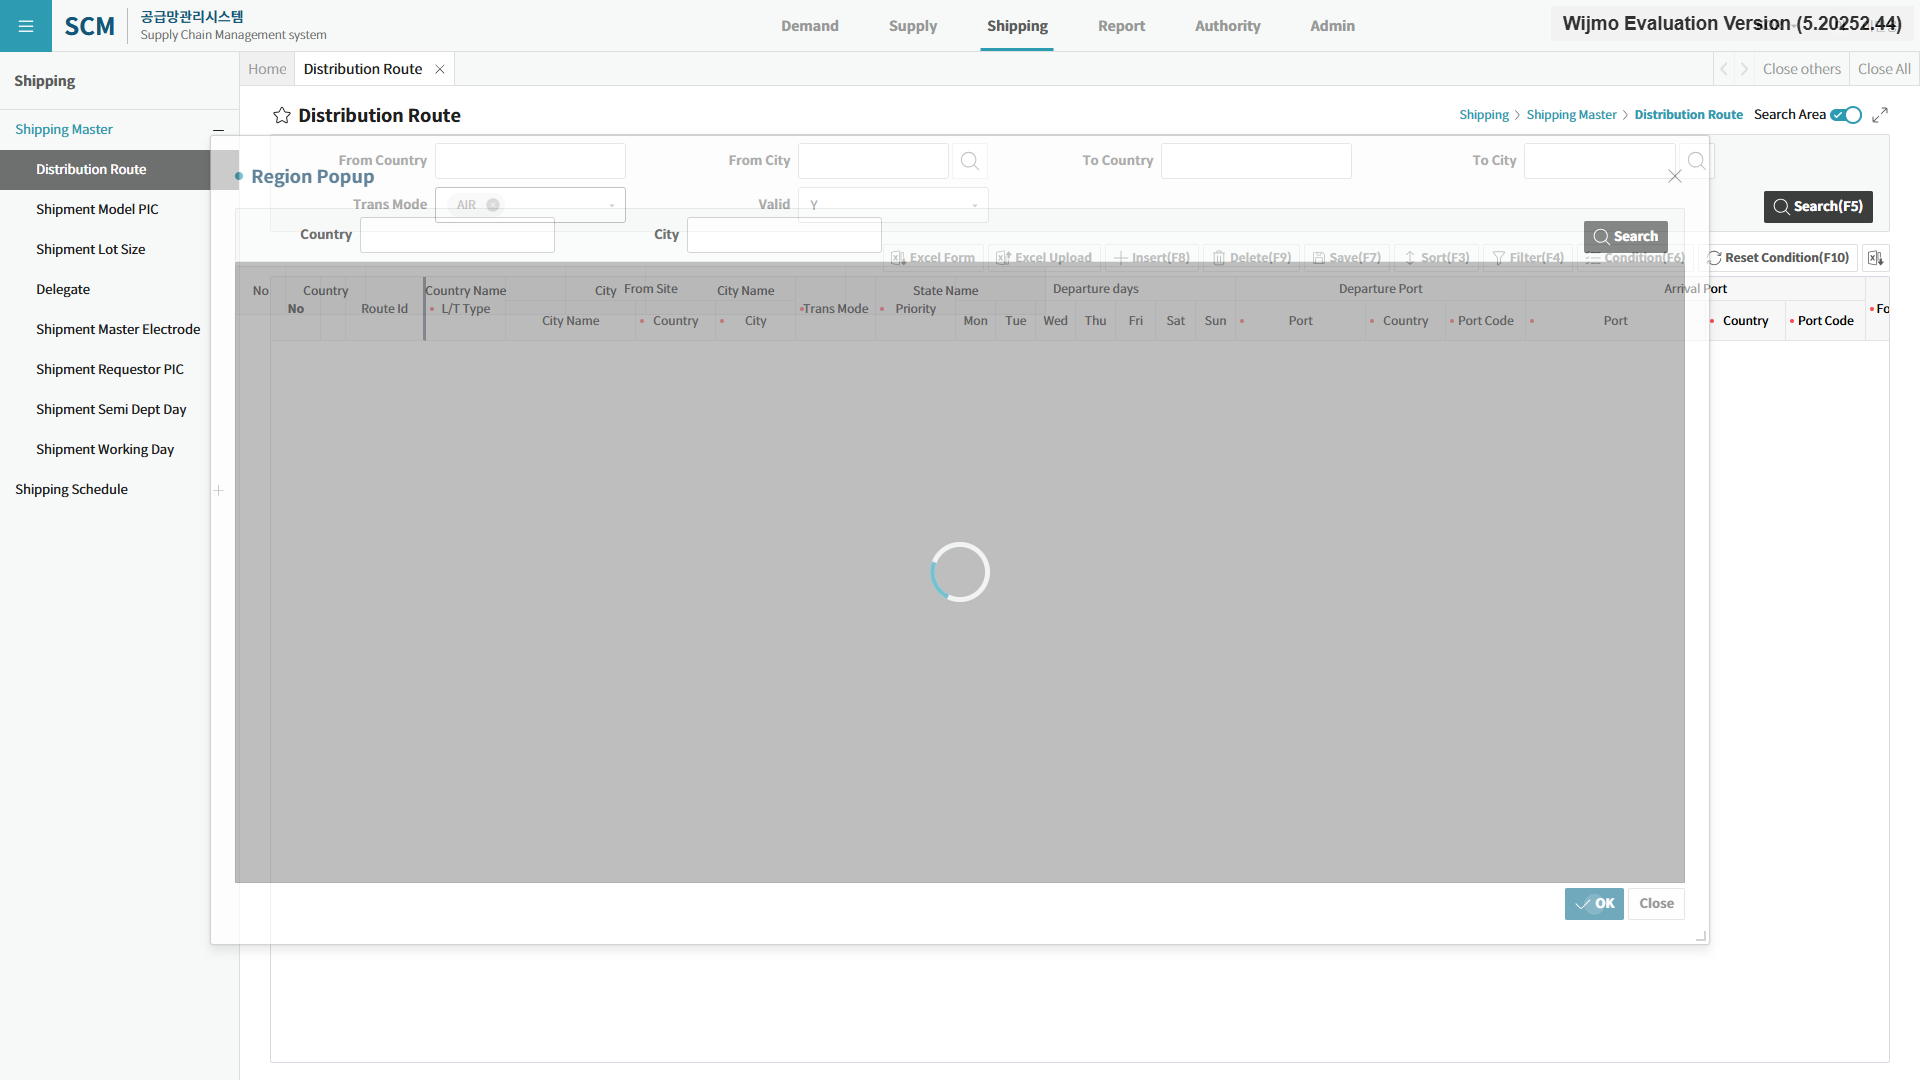 SCM 공급망관리시스템
Supply Chain Management system
Demand Supply Shipping Report Authority Admin
Wijmo Evaluation Version (5.20252.44)
Shipping
Home Distribution Route
Close others Close All
Distribution Route
Shipping > Shipping Master > Distribution Route Search Area
Shipping Master
Distribution Route
Shipment Model PIC
Shipment Lot Size
Delegate
Shipment Master Electrode
Shipment Requestor PIC
Shipment Semi Dept Day
Shipment Working Day
Shipping Schedule
From Country From City To Country To City
Region Popup
Trans Mode AIR Valid Y
Search(F5)
Country City Search
Excel Form Excel Upload Insert(F8) Delete(F9) Save(F7) Sort(F3) Filter(F4) Condition(F6) Reset Condition(F10)
No Country Country Name City City Name State Name
From Site Departure days Departure Port Arrival Port
No Route Id L/T Type Trans Mode Priority Fo
City Name Country City Mon Tue Wed Thu Fri Sat Sun Port Country Port Code Port Country Port Code
OK Close